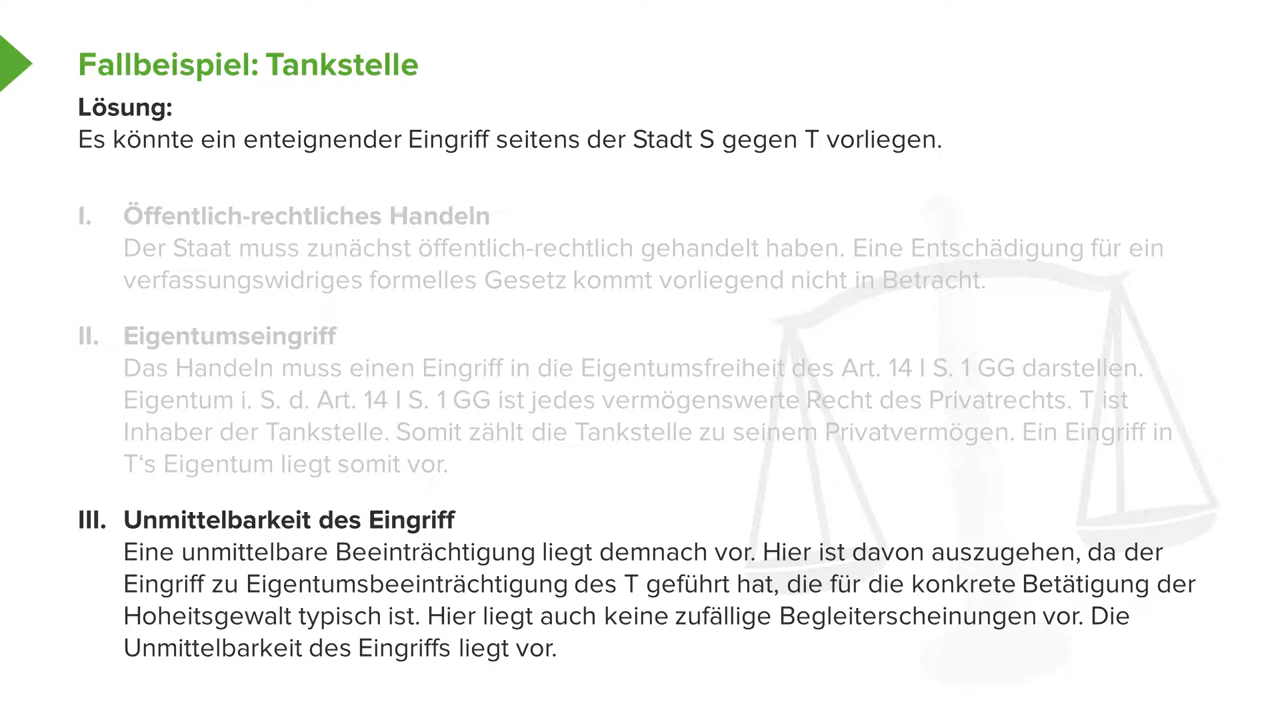 Fallbeispiel: Tankstelle
Lösung:
Es könnte ein enteignender Eingriff seitens der Stadt S gegen T vorliegen.
I. Öffentlich-rechtliches Handeln
Der Staat muss zunächst öffentlich-rechtlich gehandelt haben. Eine Entschädigung für ein
verfassungswidriges formelles Gesetz kommt vorliegend nicht in Betracht.
II. Eigentumseingriff
Das Handeln muss einen Eingriff in die Eigentumsfreiheit des Art. 14 I S. 1 GG darstellen.
Eigentum i. S. d. Art. 14 I S. 1 GG ist jedes vermögenswerte Recht des Privatrechts. T ist
Inhaber der Tankstelle. Somit zählt die Tankstelle zu seinem Privatvermögen. Ein Eingriff in
T‘s Eigentum liegt somit vor.
III. Unmittelbarkeit des Eingriff
Eine unmittelbare Beeinträchtigung liegt demnach vor. Hier ist davon auszugehen, da der
Eingriff zu Eigentumsbeeinträchtigung des T geführt hat, die für die konkrete Betätigung der
Hoheitsgewalt typisch ist. Hier liegt auch keine zufällige Begleiterscheinungen vor. Die
Unmittelbarkeit des Eingriffs liegt vor.